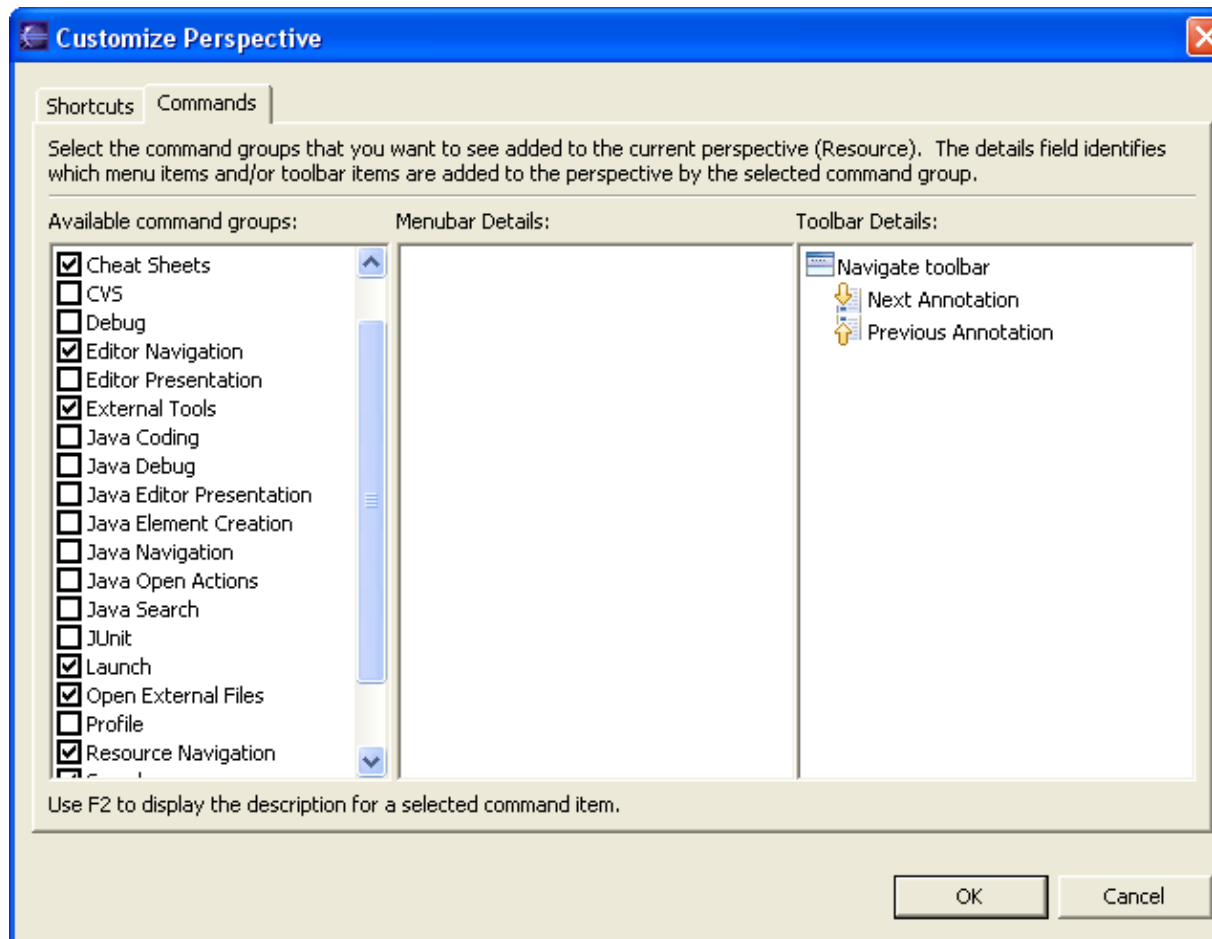 Customize Perspective
Shortcuts
Commands
Select the command groups that you want to see added to the current perspective (Resource). The details field identifies
which menu items and/or toolbar items are added to the perspective by the selected command group.
Available command groups:
Menubar Details:
Toolbar Details:
Cheat Sheets
CVS
Debug
Editor Navigation
Editor Presentation
External Tools
Java Coding
Java Debug
Java Editor Presentation
Java Element Creation
Java Navigation
Java Open Actions
Java Search
JUnit
Launch
Open External Files
Profile
Resource Navigation
Navigate toolbar
Next Annotation
Previous Annotation
Use F2 to display the description for a selected command item.
OK
Cancel